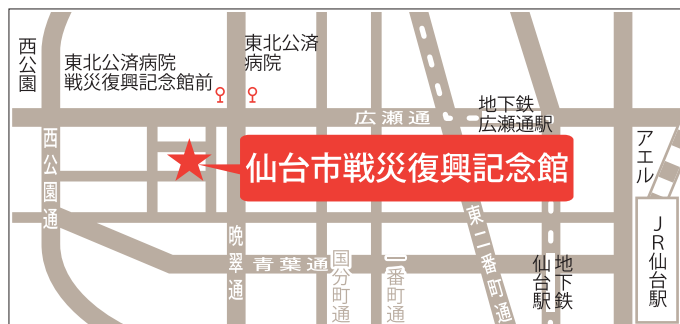 西公園
東北公済病院
戦災復興記念館前
東北公済
病院
広瀬通
地下鉄
広瀬通駅
アエル
西公園通
仙台市戦災復興記念館
JR仙台駅
晩翠通
青葉通
国分町通
一番町通
東二番町通
地下鉄
仙台駅